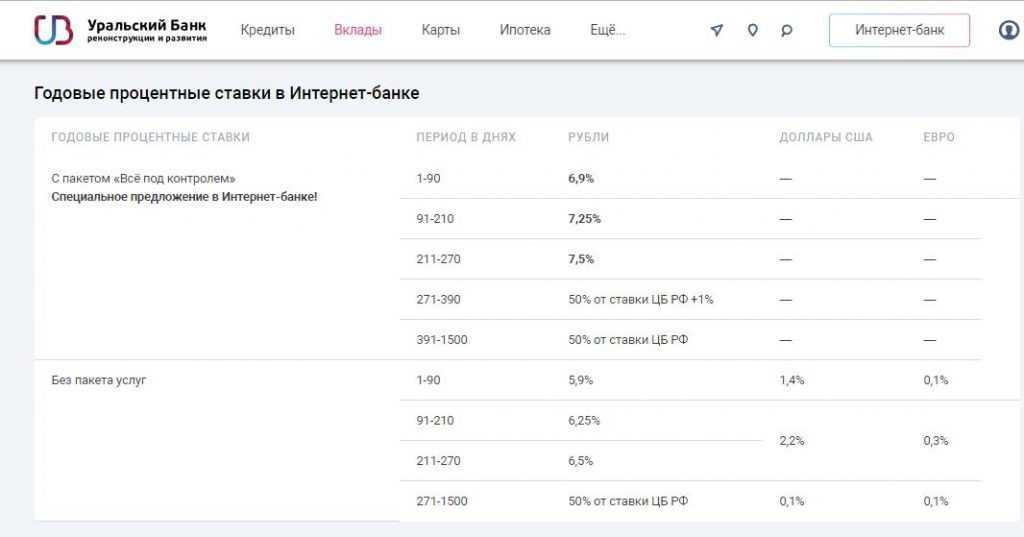 Уральский Банк
реконструкции и развития
Кредиты Вклады Карты Ипотека Ещё... Интернет-банк
Годовые процентные ставки в Интернет-банке
ГОДОВЫЕ ПРОЦЕНТНЫЕ СТАВКИ ПЕРИОД В ДНЯХ РУБЛИ ДОЛЛАРЫ США ЕВРО
С пакетом «Всё под контролем» 1-90 6,9% — —
Специальное предложение в Интернет-банке!
91-210 7,25% — —
211-270 7,5% — —
271-390 50% от ставки ЦБ РФ +1% — —
391-1500 50% от ставки ЦБ РФ — —
Без пакета услуг 1-90 5,9% 1,4% 0,1%
91-210 6,25%
2,2% 0,3%
211-270 6,5%
271-1500 50% от ставки ЦБ РФ 0,1% 0,1%